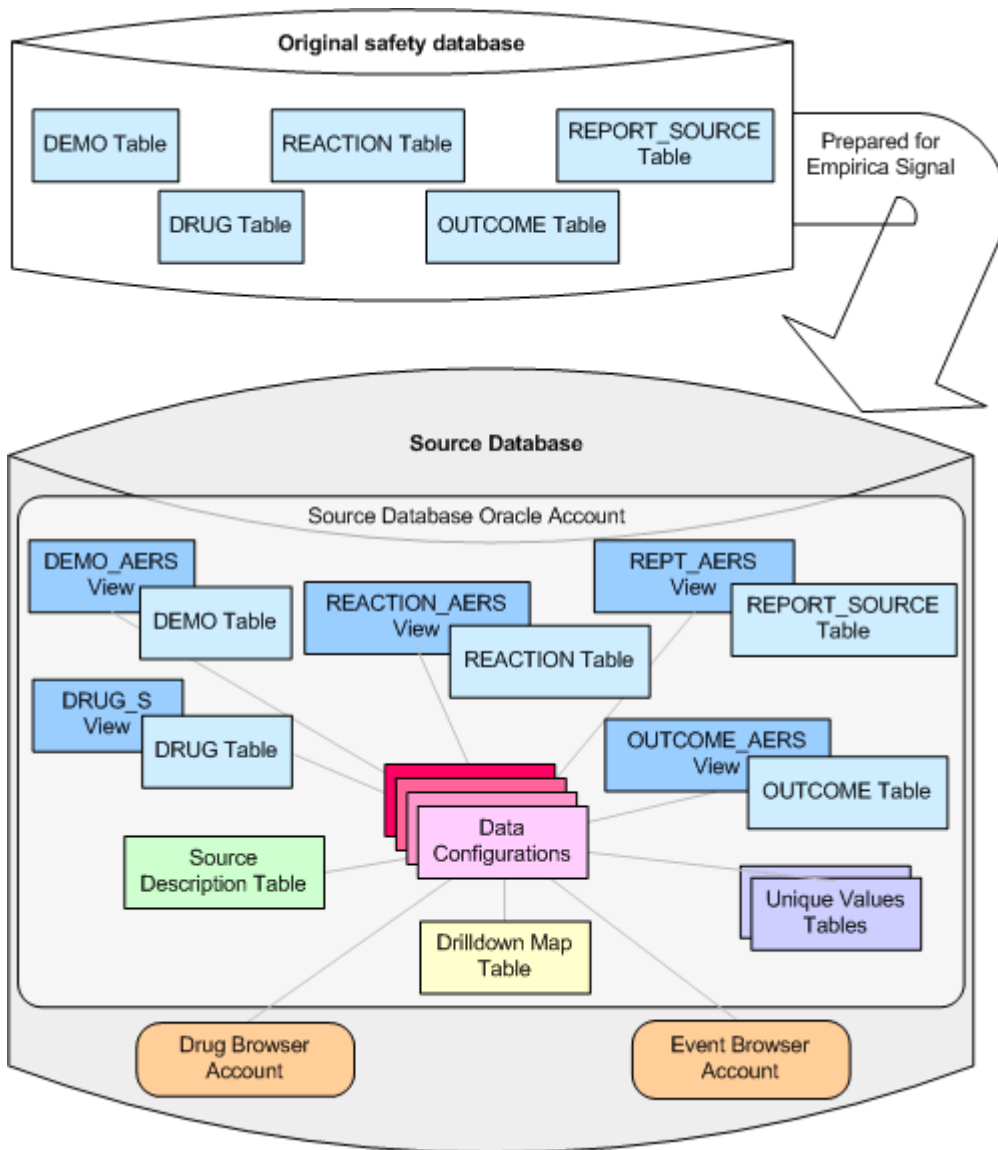 Original safety database
DEMO Table
REACTION Table
REPORT_SOURCE
Table
DRUG Table
OUTCOME Table
Prepared for
Empirica Signal
Source Database
Source Database Oracle Account
DEMO_AERS
View
DEMO Table
REACTION_AERS
View
REACTION Table
REPT_AERS
View
REPORT_SOURCE
Table
DRUG_S
View
DRUG Table
OUTCOME_AERS
View
OUTCOME Table
Data
Configurations
Source
Description Table
Unique Values
Tables
Drilldown Map
Table
Drug Browser
Account
Event Browser
Account